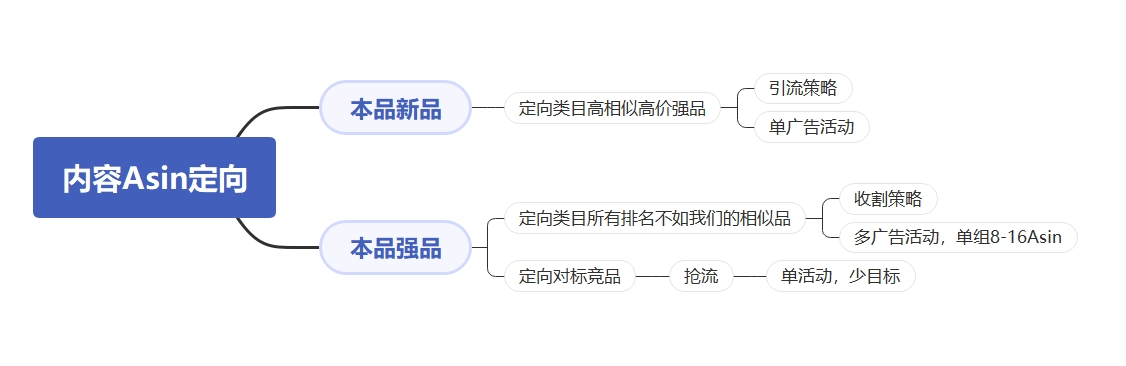 内容Asin定向
本品新品
定向类目高相似高价强品
引流策略
单广告活动
本品强品
定向类目所有排名不如我们的相似品
收割策略
多广告活动，单组8-16Asin
定向对标竞品
抢流
单活动，少目标